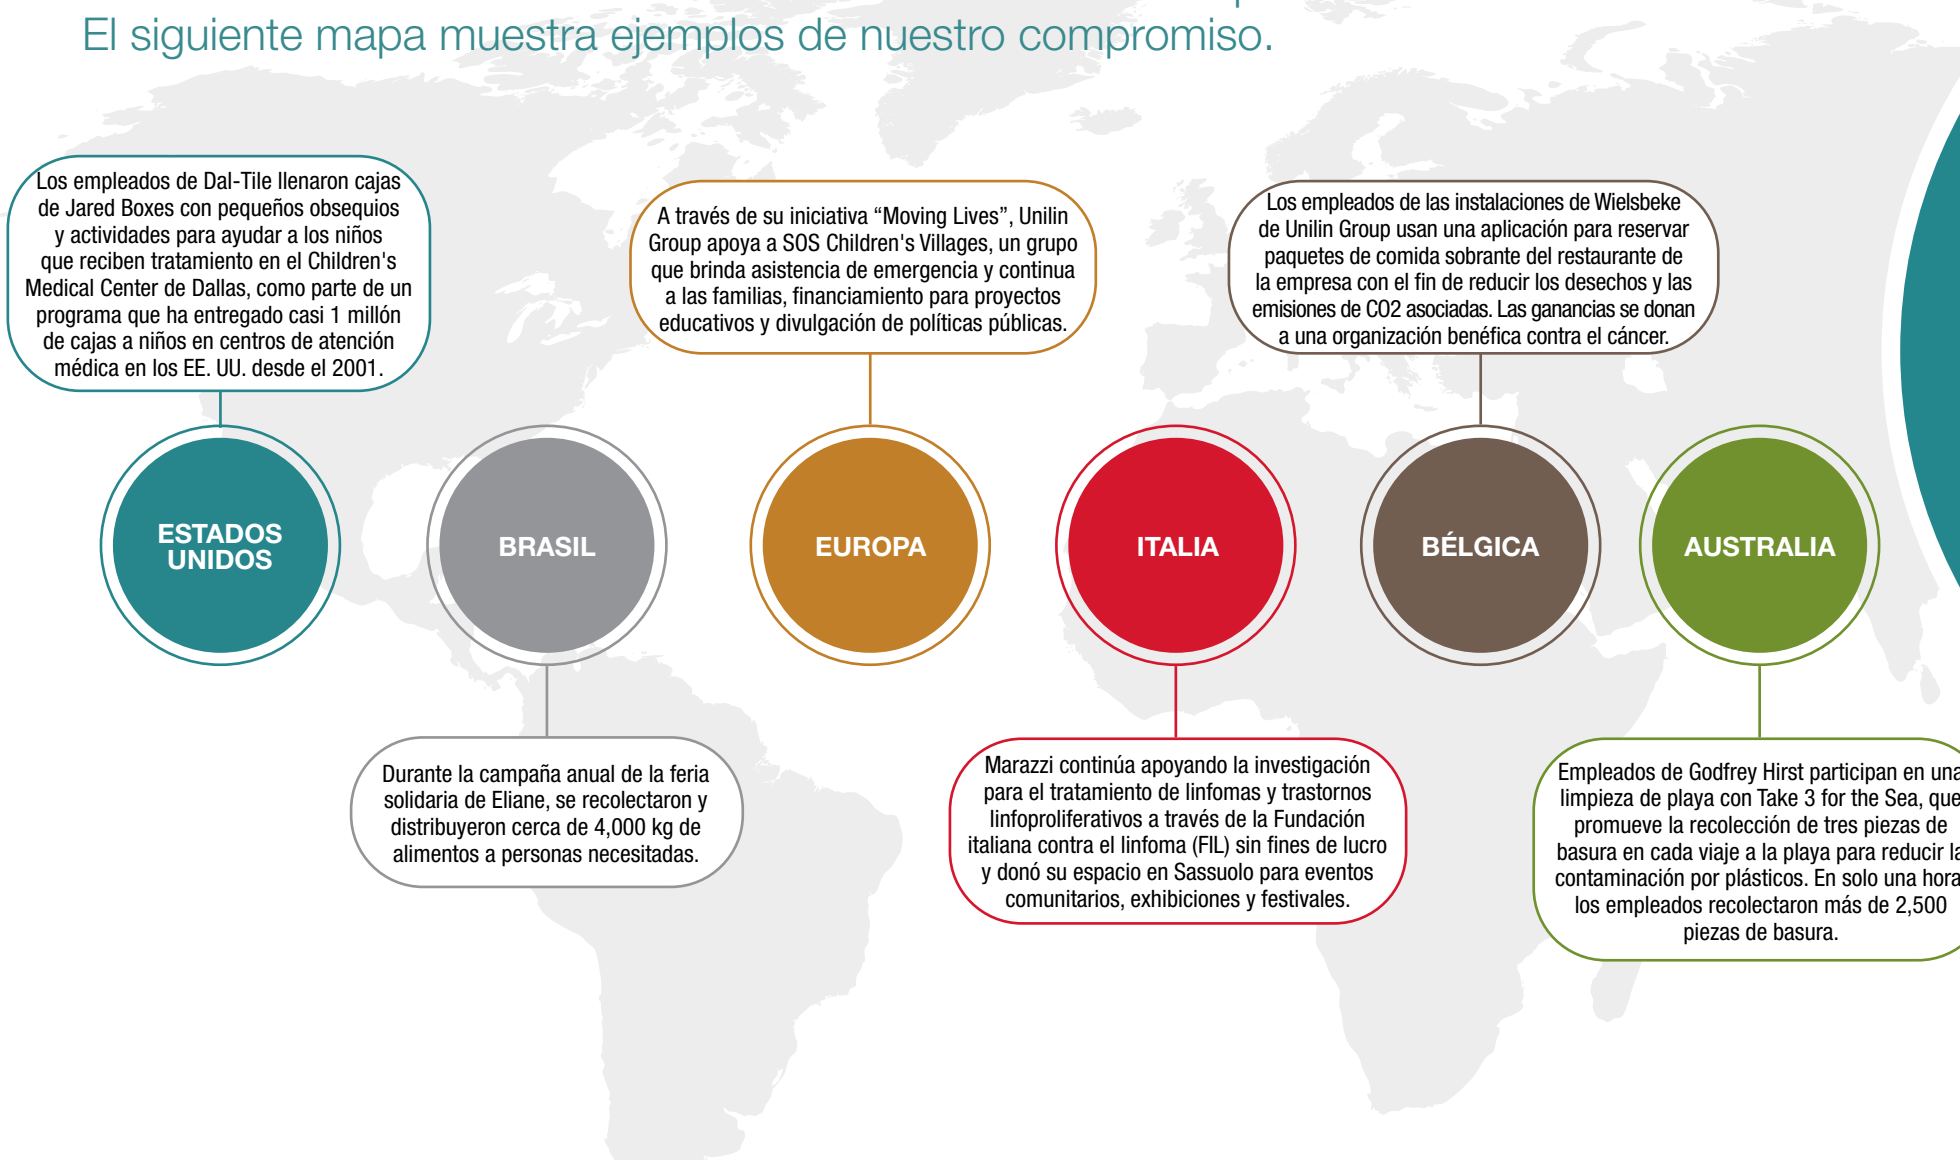 El siguiente mapa muestra ejemplos de nuestro compromiso.
Los empleados de Dal-Tile llenaron cajas
de Jared Boxes con pequeños obsequios
y actividades para ayudar a los niños
que reciben tratamiento en el Children's
Medical Center de Dallas, como parte de un
programa que ha entregado casi 1 millón
de cajas a niños en centros de atención
médica en los EE. UU. desde el 2001.
ESTADOS
UNIDOS
BRASIL
Durante la campaña anual de la feria
solidaria de Eliane, se recolectaron y
distribuyeron cerca de 4,000 kg de
alimentos a personas necesitadas.
A través de su iniciativa “Moving Lives”, Unilin
Group apoya a SOS Children's Villages, un grupo
que brinda asistencia de emergencia y continua
a las familias, financiamiento para proyectos
educativos y divulgación de políticas públicas.
EUROPA
ITALIA
Marazzi continúa apoyando la investigación
para el tratamiento de linfomas y trastornos
linfoproliferativos a través de la Fundación
italiana contra el linfoma (FIL) sin fines de lucro
y donó su espacio en Sassuolo para eventos
comunitarios, exhibiciones y festivales.
Los empleados de las instalaciones de Wielsbeke
de Unilin Group usan una aplicación para reservar
paquetes de comida sobrante del restaurante de
la empresa con el fin de reducir los desechos y las
emisiones de CO2 asociadas. Las ganancias se donan
a una organización benéfica contra el cáncer.
BÉLGICA
AUSTRALIA
Empleados de Godfrey Hirst participan en una
limpieza de playa con Take 3 for the Sea, que
promueve la recolección de tres piezas de
basura en cada viaje a la playa para reducir la
contaminación por plásticos. En solo una hora
los empleados recolectaron más de 2,500
piezas de basura.